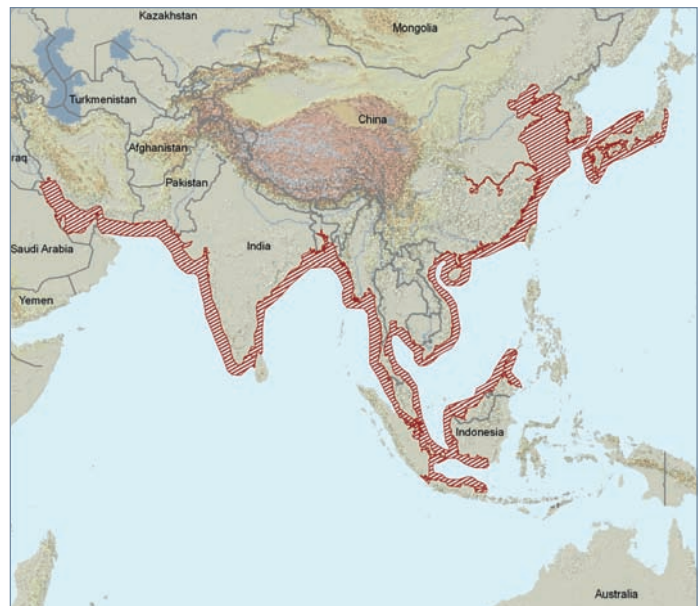 Kazakhstan
Mongolia
Turkmenistan
China
Afghanistan
raq
Pakistan
Saudi Arabia
India
Yemen
Indonesia
Australia